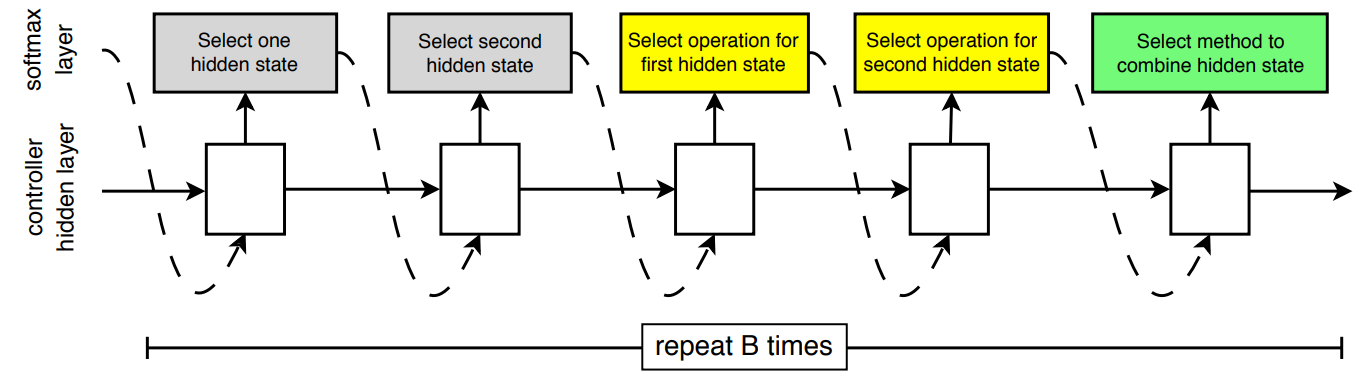 softmax
layer
Select one
hidden state
Select second
hidden state
Select operation for
first hidden state
Select operation for
second hidden state
Select method to
combine hidden state
controller
hidden layer
repeat B times